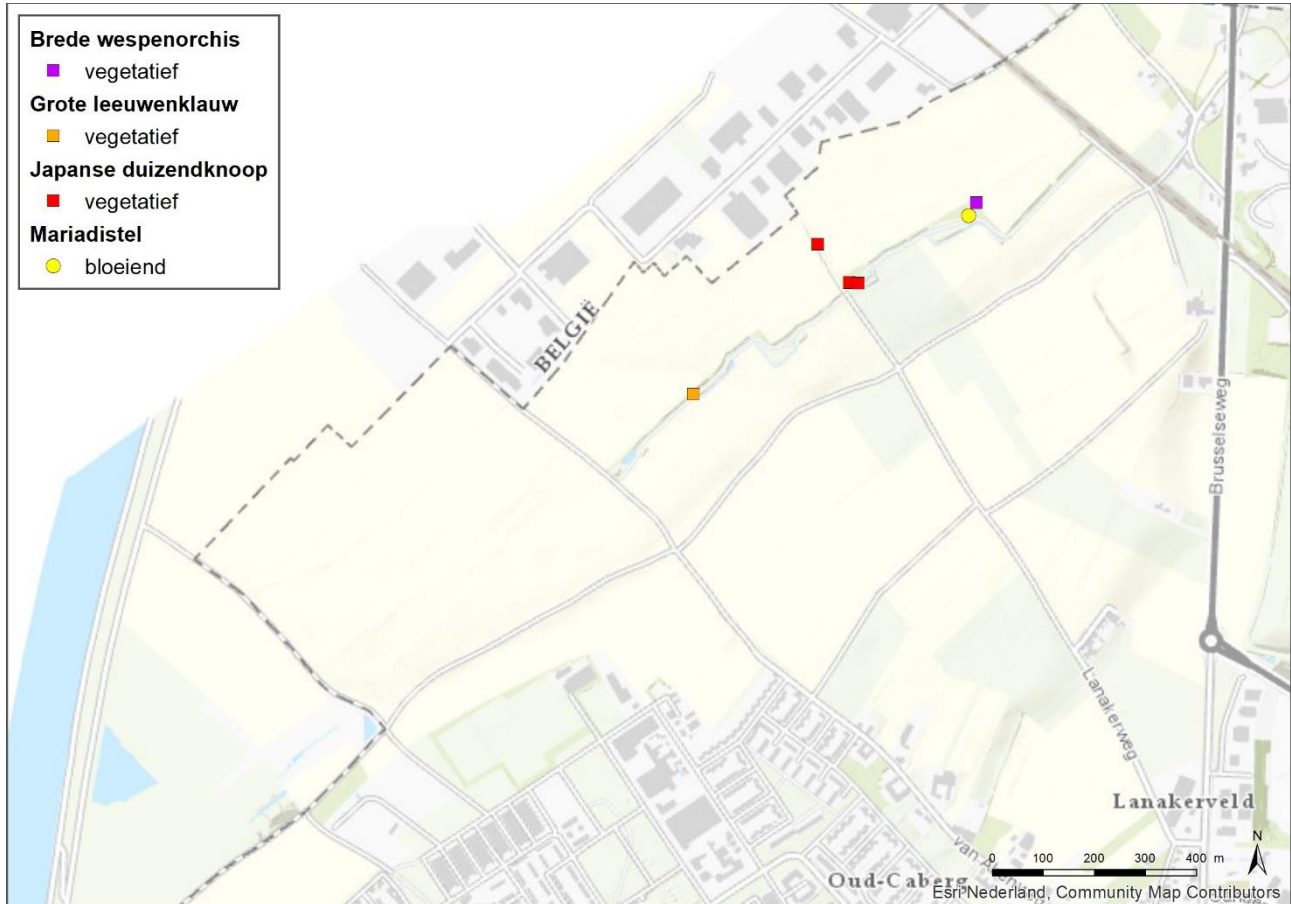 Brede wespenorchis
vegetatief
Grote leeuwenklauw
vegetatief
Japanse duizendknoop
vegetatief
Mariadistel
bloeiend
BELGIË
Brusselseweg
Lanakerweg
Lanakerveld
Oud-Caberg
N
0 100 200 300 400 m
Esri Nederland, Community Map Contributors